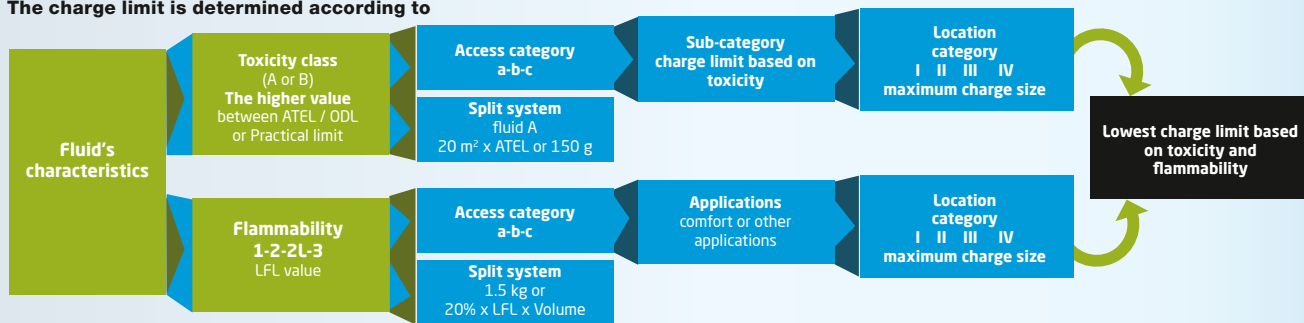 The charge limit is determined according to
Fluid's
characteristics
Toxicity class
(A or B)
The higher value
between ATEL / ODL
or Practical limit
Access category
a-b-c
Split system
fluid A
20 m² x ATEL or 150 g
Sub-category
charge limit based on
toxicity
Location
category
I II III IV
maximum charge size
Flammability
1-2-2L-3
LFL value
Access category
a-b-c
Split system
1.5 kg or
20% x LFL x Volume
Applications
comfort or other
applications
Location
category
I II III IV
maximum charge size
Lowest charge limit based
on toxicity and
flammability